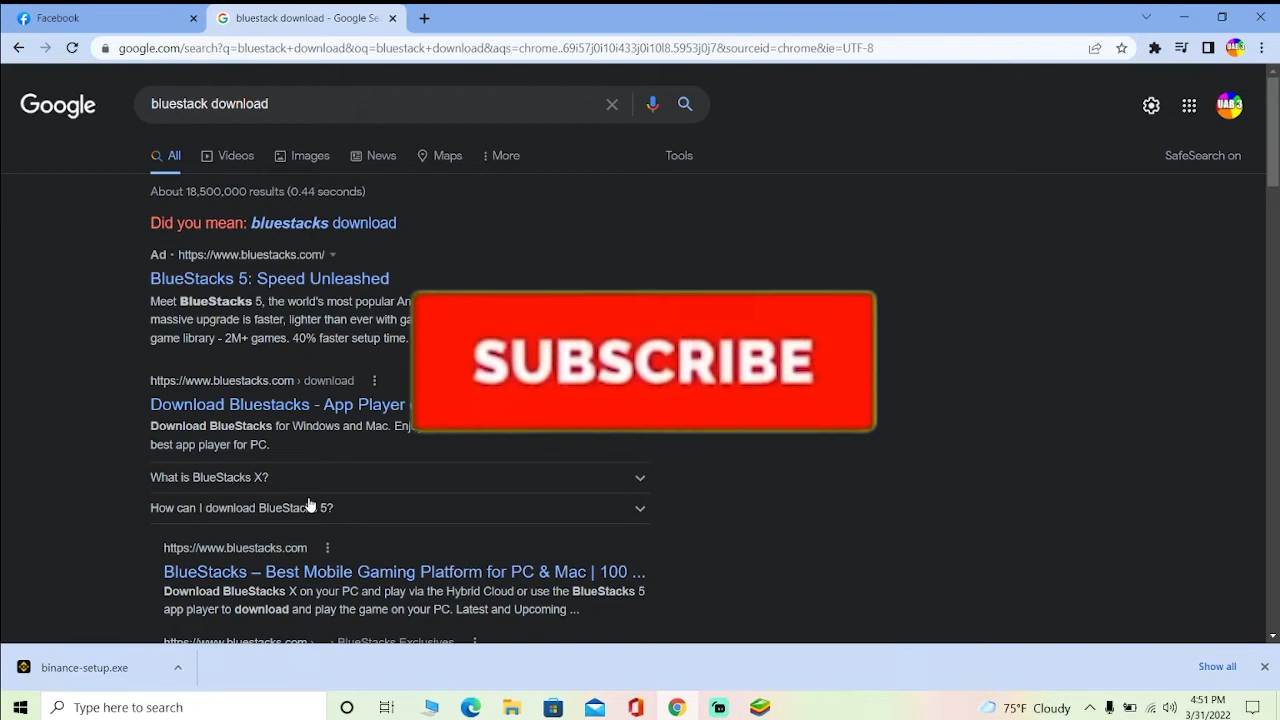 Facebook
bluestack download - Google Se
google.com/search?q=bluestack+download&oq=bluestack+download&aqs=chrome..69i57j0i10i433j0i10l8.5953j0j7&sourceid=chrome&ie=UTF-8
Google
bluestack download
UAB 3
All
Videos
Images
News
Maps
More
Tools
SafeSearch on
About 18,500,000 results (0.44 seconds)
Did you mean: bluestacks download
Ad · https://www.bluestacks.com/
BlueStacks 5: Speed Unleashed
Meet BlueStacks 5, the world's most popular An
massive upgrade is faster, lighter than ever with ga
game library - 2M+ games. 40% faster setup time.
SUBSCRIBE
https://www.bluestacks.com › download
Download Bluestacks - App Player
Download BlueStacks for Windows and Mac. Enj
best app player for PC.
What is BlueStacks X?
How can I download BlueStacks 5?
https://www.bluestacks.com
BlueStacks – Best Mobile Gaming Platform for PC & Mac | 100 ...
Download BlueStacks X on your PC and play via the Hybrid Cloud or use the BlueStacks 5
app player to download and play the game on your PC. Latest and Upcoming ...
https://www.bluestacks.com › › BlueStacks Exclusives
binance-setup.exe
Show all
Type here to search
75°F Cloudy
4:51 PM
3/31/2022